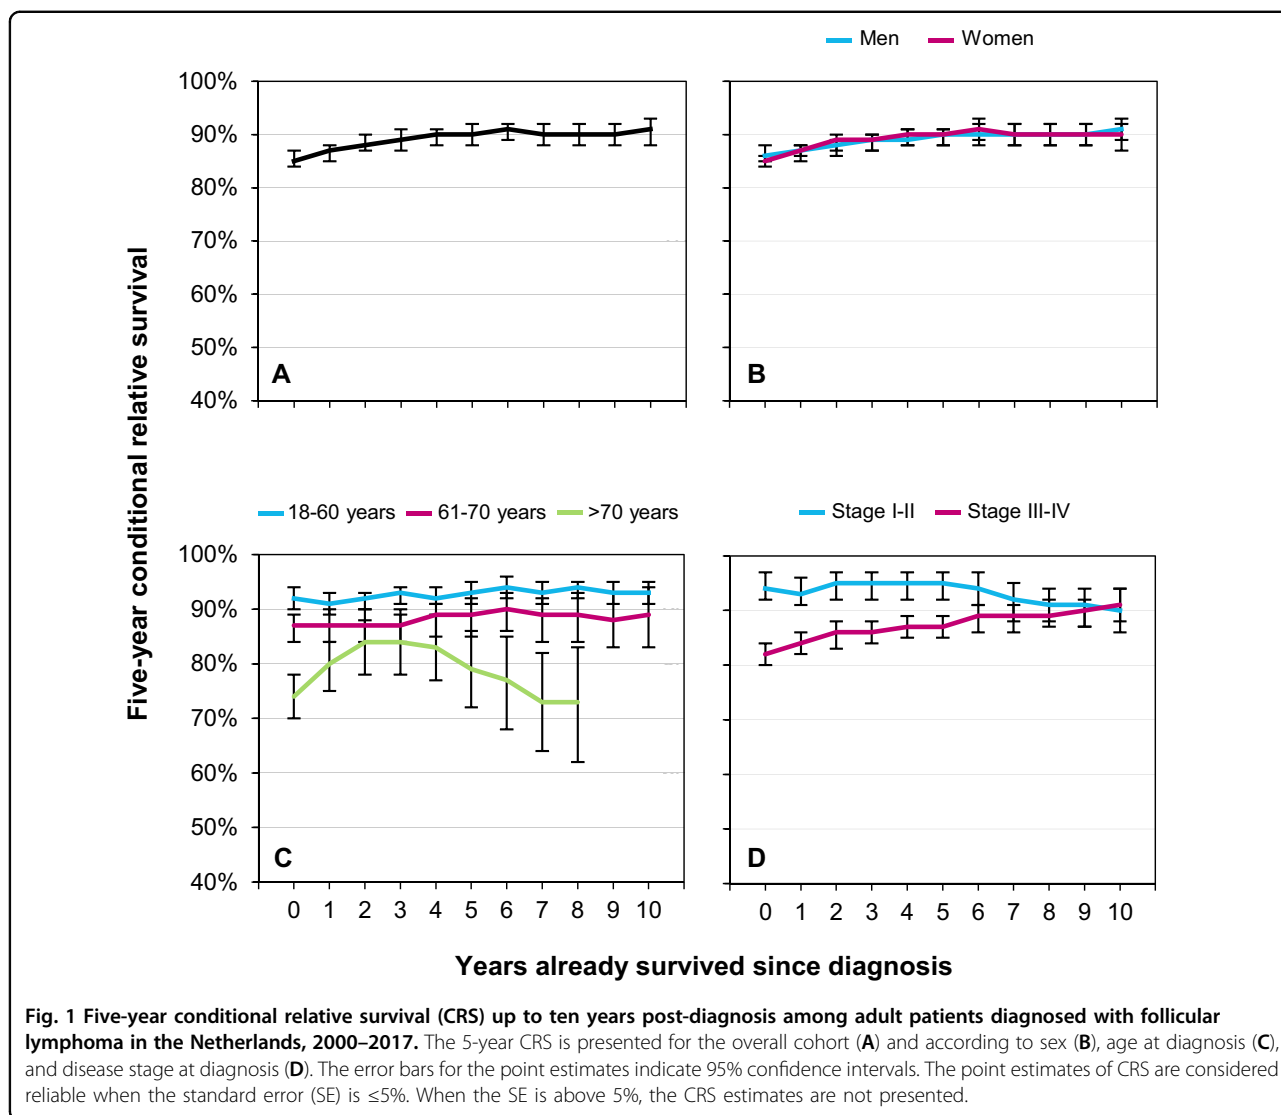 Men Women
100%
90%
80%
70%
60%
50%
40%
A
B
Five-year conditional relative survival
18-60 years 61-70 years >70 years
Stage I-II Stage III-IV
100%
90%
80%
70%
60%
50%
40%
C
D
0 1 2 3 4 5 6 7 8 9 10
0 1 2 3 4 5 6 7 8 9 10
Years already survived since diagnosis
Fig. 1 Five-year conditional relative survival (CRS) up to ten years post-diagnosis among adult patients diagnosed with follicular
lymphoma in the Netherlands, 2000–2017. The 5-year CRS is presented for the overall cohort (A) and according to sex (B), age at diagnosis (C),
and disease stage at diagnosis (D). The error bars for the point estimates indicate 95% confidence intervals. The point estimates of CRS are considered
reliable when the standard error (SE) is ≤5%. When the SE is above 5%, the CRS estimates are not presented.